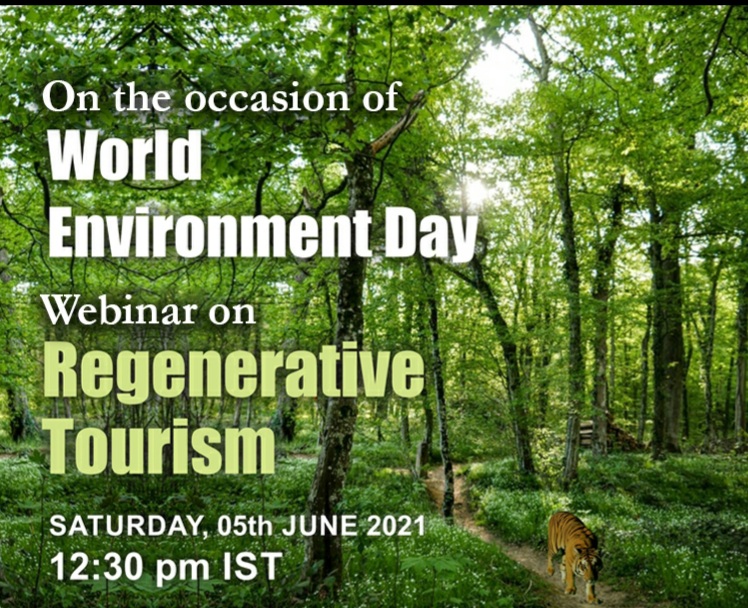 On the occasion of
World
Environment Day
Webinar on
Regenerative
Tourism
SATURDAY, 05th JUNE 2021
12:30 pm IST